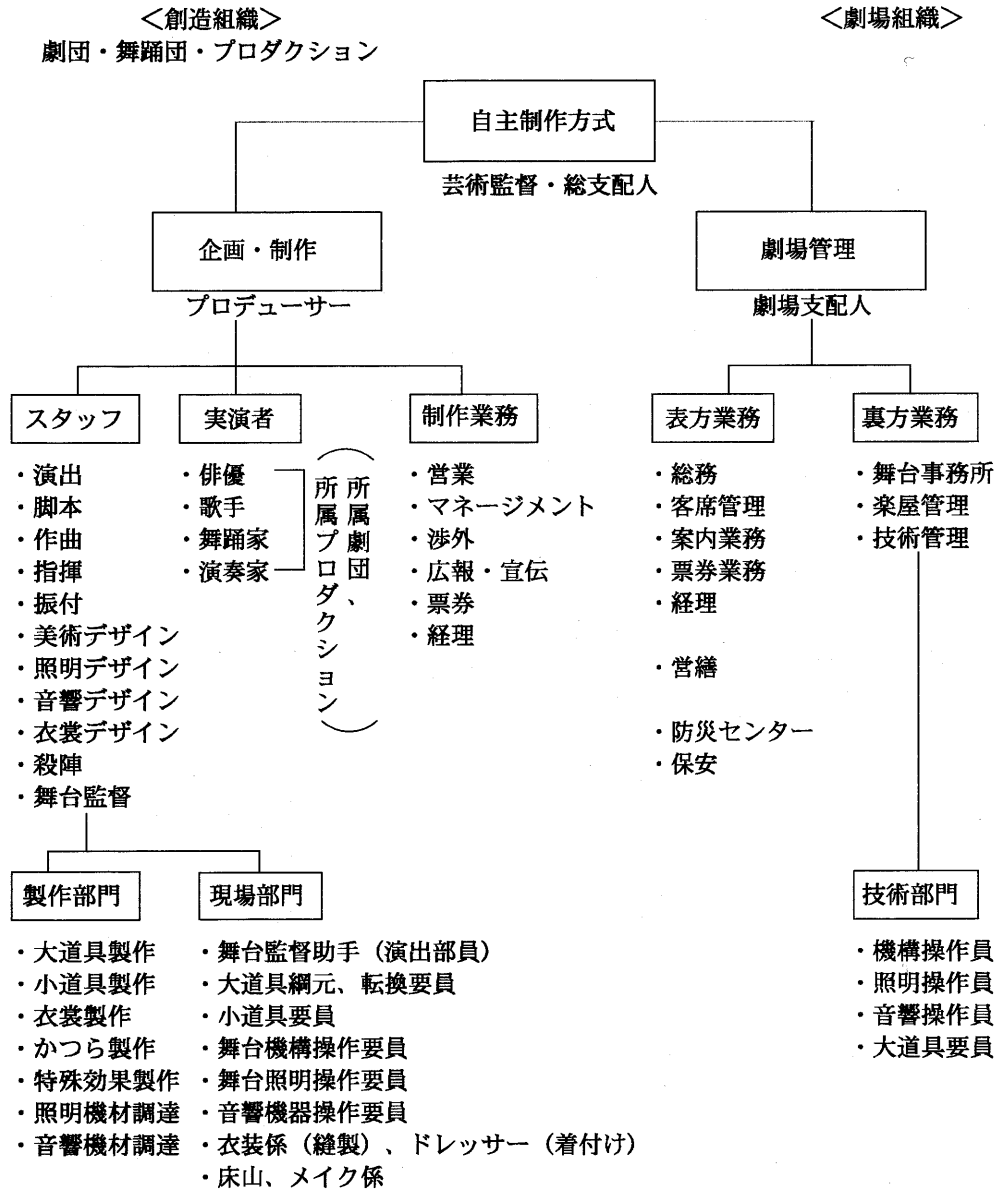 ＜創造組織＞
劇団・舞踊団・プロダクション
＜劇場組織＞
自主制作方式
芸術監督・総支配人
企画・制作
プロデューサー
劇場管理
劇場支配人
スタッフ
・演出
・脚本
・作曲
・指揮
・振付
・美術デザイン
・照明デザイン
・音響デザイン
・衣裳デザイン
・殺陣
・舞台監督
実演者
・俳優
・歌手
・舞踊家
・演奏家
（所属劇団、
所属プロダクション）
制作業務
・営業
・マネージメント
・渉外
・広報・宣伝
・票券
・経理
表方業務
・総務
・客席管理
・案内業務
・票券業務
・経理
・営繕
・防災センター
・保安
裏方業務
・舞台事務所
・楽屋管理
・技術管理
製作部門
・大道具製作
・小道具製作
・衣裳製作
・かつら製作
・特殊効果製作
・照明機材調達
・音響機材調達
現場部門
・舞台監督助手（演出部員）
・大道具綱元、転換要員
・小道具要員
・舞台機構操作要員
・舞台照明操作要員
・音響機器操作要員
・衣装係（縫製）、ドレッサー（着付け）
・床山、メイク係
技術部門
・機構操作員
・照明操作員
・音響操作員
・大道具要員